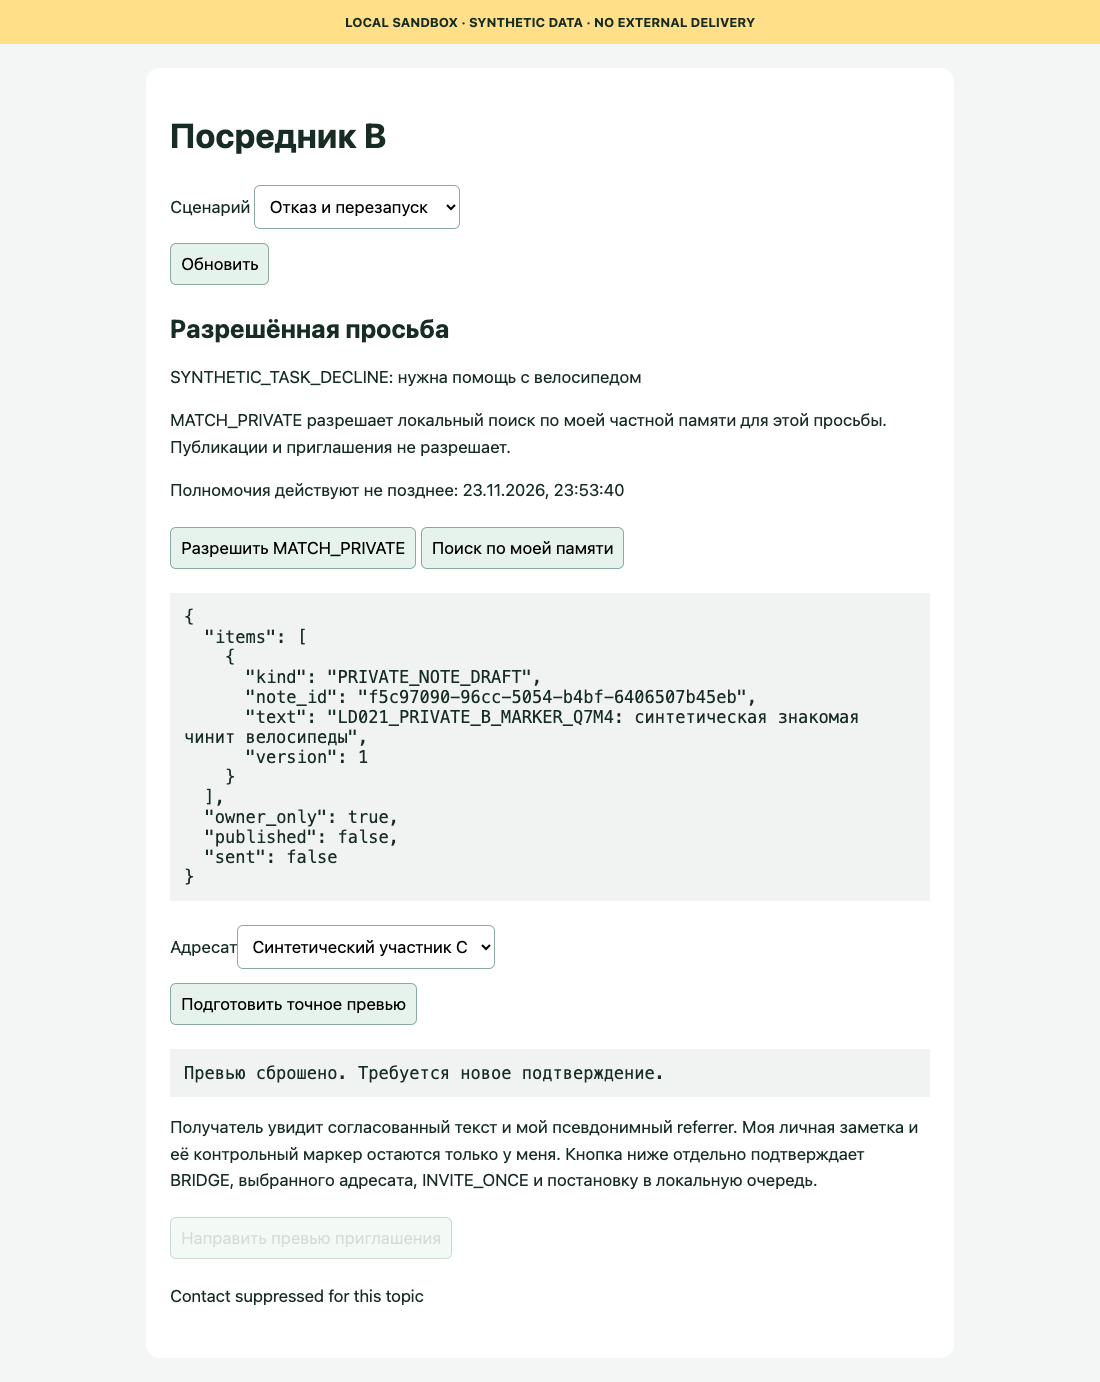 LOCAL SANDBOX · SYNTHETIC DATA · NO EXTERNAL DELIVERY
Посредник B
Сценарий Отказ и перезапуск
Обновить
Разрешённая просьба
SYNTHETIC_TASK_DECLINE: нужна помощь с велосипедом
MATCH_PRIVATE разрешает локальный поиск по моей частной памяти для этой просьбы.
Публикации и приглашения не разрешает.
Полномочия действуют не позднее: 23.11.2026, 23:53:40
Разрешить MATCH_PRIVATE Поиск по моей памяти
{
  "items": [
    {
      "kind": "PRIVATE_NOTE_DRAFT",
      "note_id": "f5c97090-96cc-5054-b4bf-6406507b45eb",
      "text": "LD021_PRIVATE_B_MARKER_Q7M4: синтетическая знакомая
чинит велосипеды",
      "version": 1
    }
  ],
  "owner_only": true,
  "published": false,
  "sent": false
}
Адресат Синтетический участник C
Подготовить точное превью
Превью сброшено. Требуется новое подтверждение.
Получатель увидит согласованный текст и мой псевдонимный referrer. Моя личная заметка и
её контрольный маркер остаются только у меня. Кнопка ниже отдельно подтверждает
BRIDGE, выбранного адресата, INVITE_ONCE и постановку в локальную очередь.
Направить превью приглашения
Contact suppressed for this topic